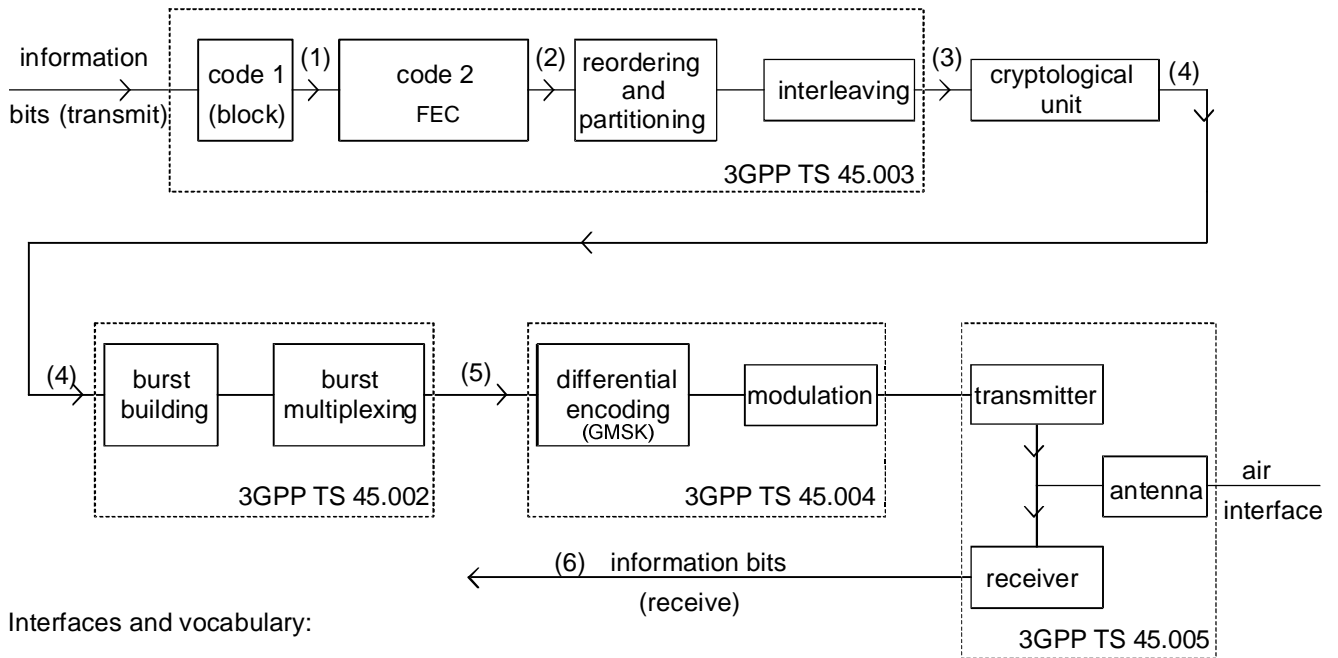 information
bits (transmit)
code 1
(block)
(1)
code 2
FEC
(2)
reordering
and
partitioning
interleaving
(3)
cryptological
unit
(4)
3GPP TS 45.003
(4)
burst
building
burst
multiplexing
(5)
3GPP TS 45.002
differential
encoding
(GMSK)
modulation
3GPP TS 45.004
transmitter
antenna
air
interface
receiver
3GPP TS 45.005
(6) information bits
(receive)
Interfaces and vocabulary: